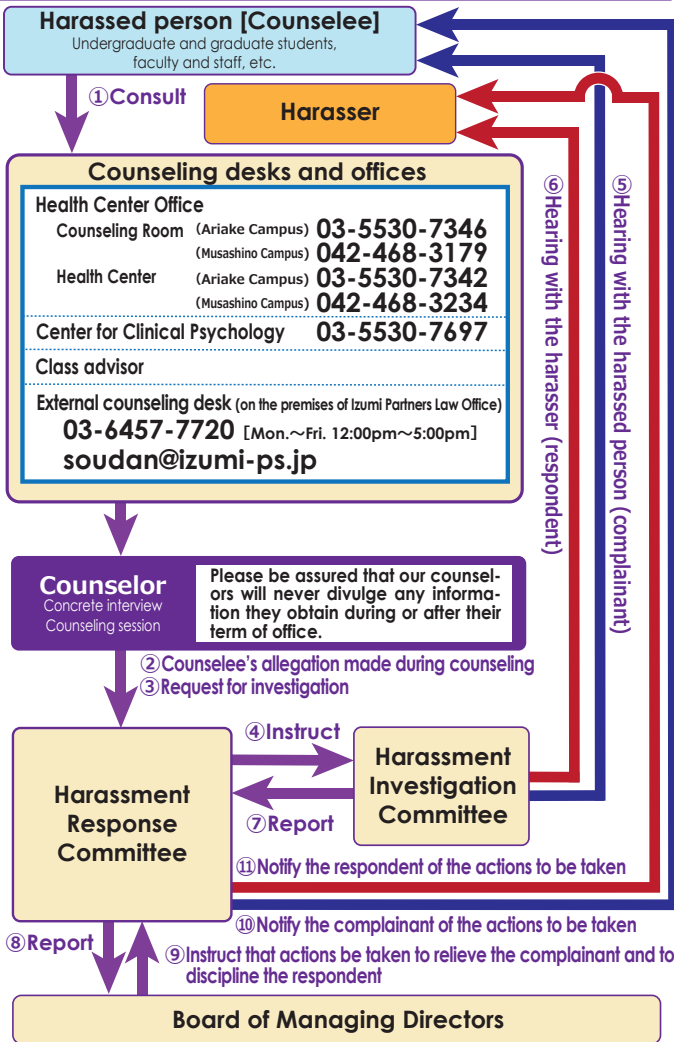 Harassed person [Counselee]
Undergraduate and graduate students,
faculty and staff, etc.
①Consult
Harasser
Counseling desks and offices
Health Center Office
Counseling Room (Ariake Campus) 03-5530-7346
(Musashino Campus) 042-468-3179
Health Center (Ariake Campus) 03-5530-7342
(Musashino Campus) 042-468-3234
Center for Clinical Psychology 03-5530-7697
Class advisor
External counseling desk (on the premises of Izumi Partners Law Office)
03-6457-7720 [Mon.～Fri. 12:00pm～5:00pm]
soudan@izumi-ps.jp
⑥Hearing with the harasser (respondent)
⑤Hearing with the harassed person (complainant)
Counselor
Concrete interview
Counseling session
Please be assured that our counsel-
ors will never divulge any informa-
tion they obtain during or after their
term of office.
②Counselee's allegation made during counseling
③Request for investigation
④Instruct
Harassment
Response
Committee
Harassment
Investigation
Committee
⑦Report
⑪Notify the respondent of the actions to be taken
⑩Notify the complainant of the actions to be taken
⑧Report
⑨Instruct that actions be taken to relieve the complainant and to
discipline the respondent
Board of Managing Directors